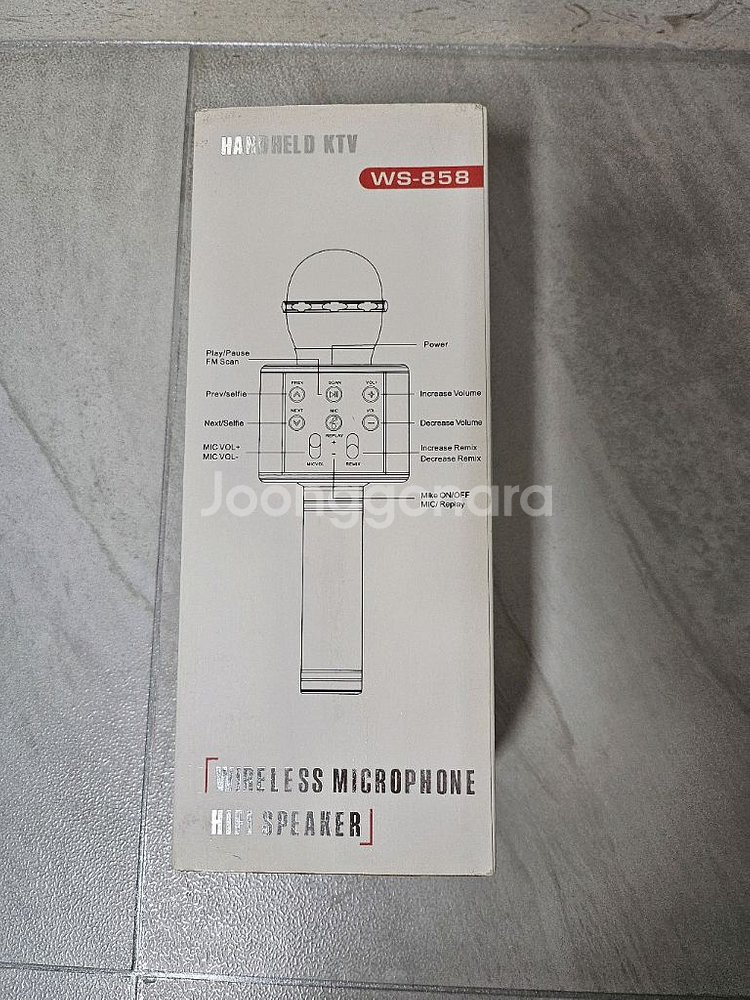 HANDHELD KTV
WS-858
Power
Play/Pause
FM Scan
PREV
SCAN
VOL+
Prev/selfie
Increase Volume
NEXT
MIC
VOL-
Next/Selfie
Decrease Volume
REPLAY
MIC VOL+
MIC VOL-
+
-
Increase Remix
Decrease Remix
MICVOL
REMIX
Joonggonara
Mike ON/OFF
MIC/ Replay
WIRELESS MICROPHONE
HIFI SPEAKER